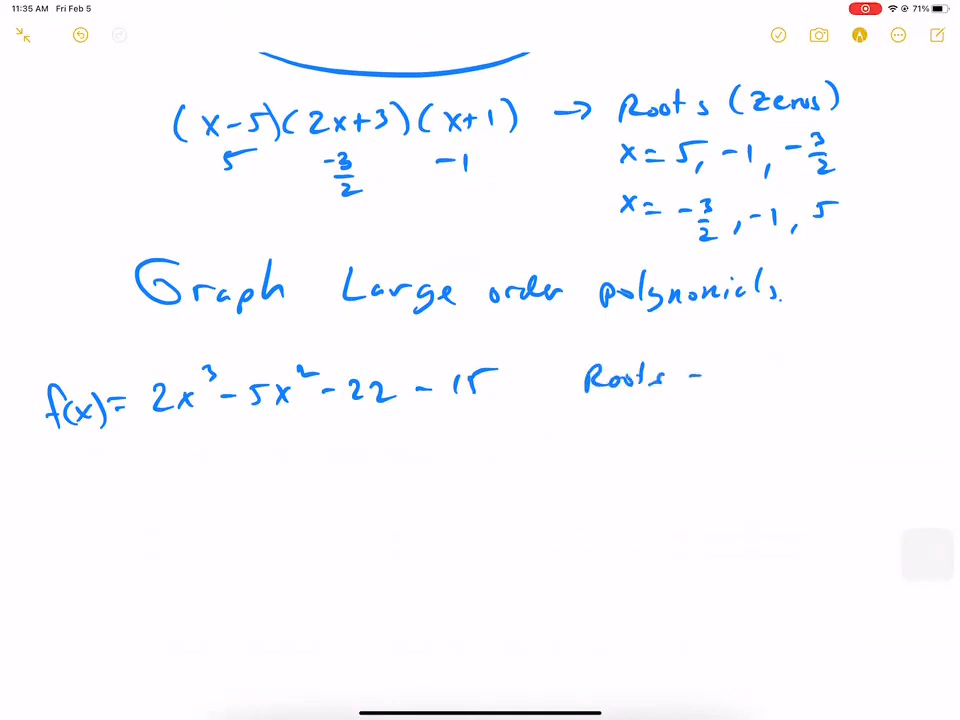 11:35 AM Fri Feb 5 71%
(x-5)(2x+3)(x+1) → Roots (Zeros)
5 -3/2 -1
x = 5, -1, -3/2
x = -3/2, -1, 5
Graph Large order polynomials.
f(x)= 2x³ - 5x² - 22 - 15 Roots -